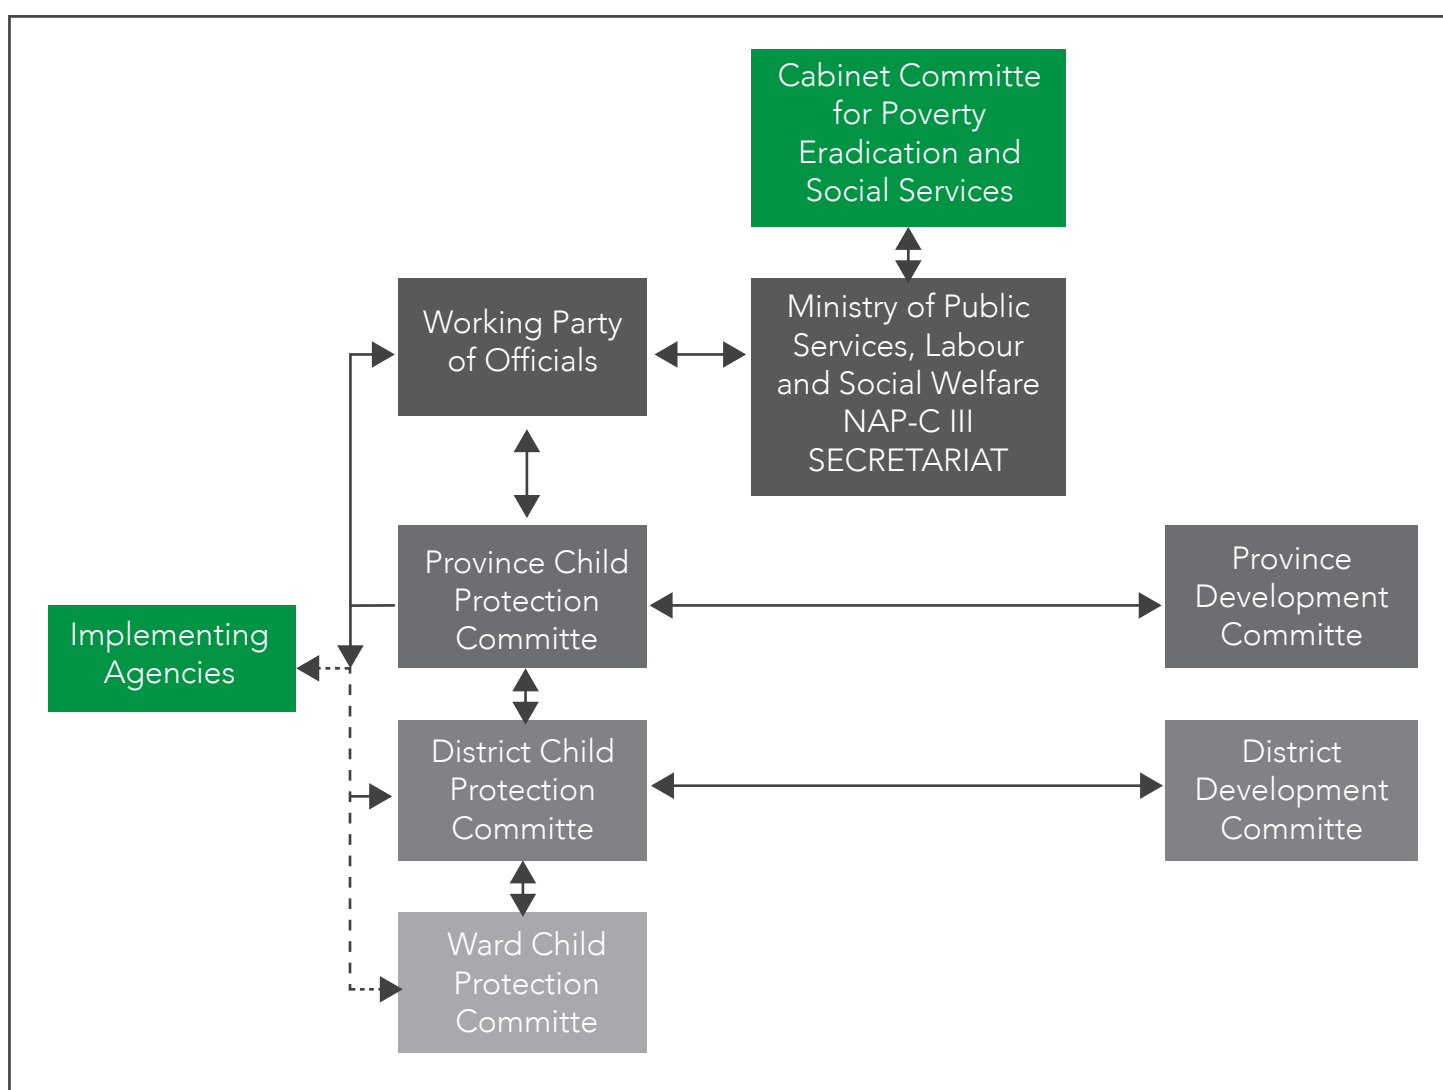 Cabinet Committe
for Poverty
Eradication and
Social Services
Working Party
of Officials
Ministry of Public
Services, Labour
and Social Welfare
NAP-C III
SECRETARIAT
Province Child
Protection
Committe
Province
Development
Committe
Implementing
Agencies
District Child
Protection
Committe
District
Development
Committe
Ward Child
Protection
Committe